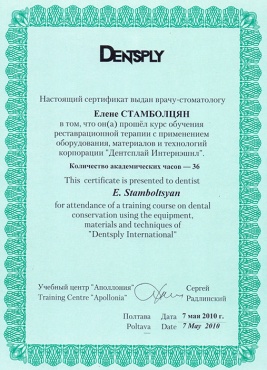 DENTSPLY
Настоящий сертификат выдан врачу-стоматологу
Елене СТАМБОЛЦЯН
в том, что он(а) прошёл курс обучения
реставрационной терапии с применением
оборудования, материалов и технологий
корпорации "Дентсплай Интернэшнл".
Количество академических часов — 36
This certificate is presented to dentist
E. Stamboltsyan
for attendance of a training course on dental
conservation using the equipment,
materials and techniques of
"Dentsply International"
Учебный центр "Аполлония" Сергей
Training Centre "Apollonia" Радлинский
Полтава Дата 7 мая 2010 г.
Poltava Date 7 May 2010